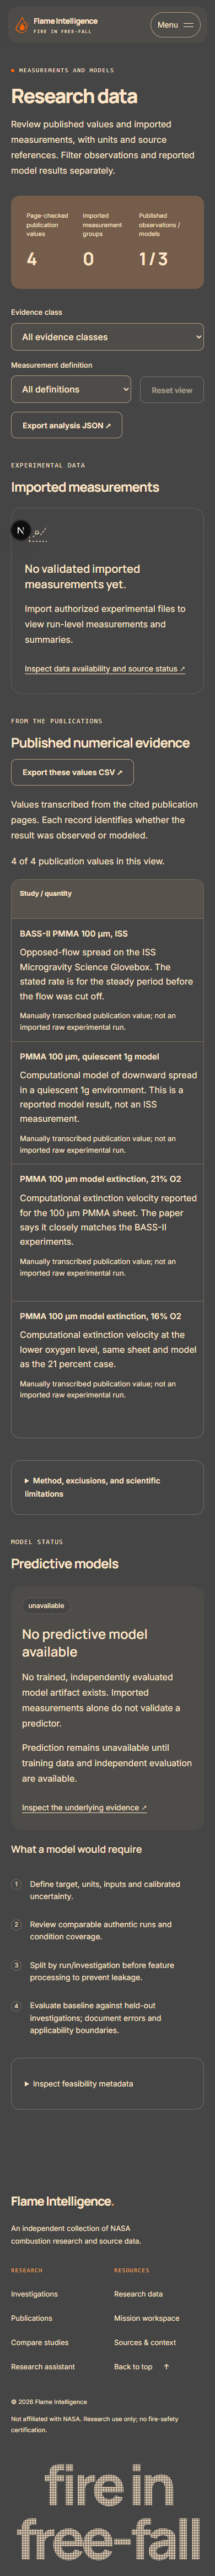 Flame Intelligence
FIRE IN FREE-FALL
Menu
MEASUREMENTS AND MODELS
Research data
Review published values and imported
measurements, with units and source
references. Filter observations and reported
model results separately.
Page-checked
publication
values
Imported
measurement
groups
Published
observations /
models
4
0
1 / 3
Evidence class
All evidence classes
Measurement definition
All definitions
Reset view
Export analysis JSON ↗
EXPERIMENTAL DATA
Imported measurements
N
No validated imported
measurements yet.
Import authorized experimental files to
view run-level measurements and
summaries.
Inspect data availability and source status ↗
FROM THE PUBLICATIONS
Published numerical evidence
Export these values CSV ↗
Values transcribed from the cited publication
pages. Each record identifies whether the
result was observed or modeled.
4 of 4 publication values in this view.
Study / quantity
BASS-II PMMA 100 µm, ISS
Opposed-flow spread on the ISS
Microgravity Science Glovebox. The
stated rate is for the steady period before
the flow was cut off.
Manually transcribed publication value; not an
imported raw experimental run.
PMMA 100 µm, quiescent 1g model
Computational model of downward spread
in a quiescent 1g environment. This is a
reported model result, not an ISS
measurement.
Manually transcribed publication value; not an
imported raw experimental run.
PMMA 100 µm model extinction, 21% O2
Computational extinction velocity reported
for the 100 µm PMMA sheet. The paper
says it closely matches the BASS-II
experiments.
Manually transcribed publication value; not an
imported raw experimental run.
PMMA 100 µm model extinction, 16% O2
Computational extinction velocity at the
lower oxygen level, same sheet and model
as the 21 percent case.
Manually transcribed publication value; not an
imported raw experimental run.
▶ Method, exclusions, and scientific
limitations
MODEL STATUS
Predictive models
unavailable
No predictive model
available
No trained, independently evaluated
model artifact exists. Imported
measurements alone do not validate a
predictor.
Prediction remains unavailable until
training data and independent evaluation
are available.
Inspect the underlying evidence ↗
What a model would require
1 Define target, units, inputs and calibrated
uncertainty.
2 Review comparable authentic runs and
condition coverage.
3 Split by run/investigation before feature
processing to prevent leakage.
4 Evaluate baseline against held-out
investigations; document errors and
applicability boundaries.
▶ Inspect feasibility metadata
Flame Intelligence.
An independent collection of NASA
combustion research and source data.
RESEARCH
Investigations
Publications
Compare studies
Research assistant
RESOURCES
Research data
Mission workspace
Sources & context
Back to top ↑
© 2026 Flame Intelligence
Not affiliated with NASA. Research use only; no fire-safety
certification.
fire in
free-fall